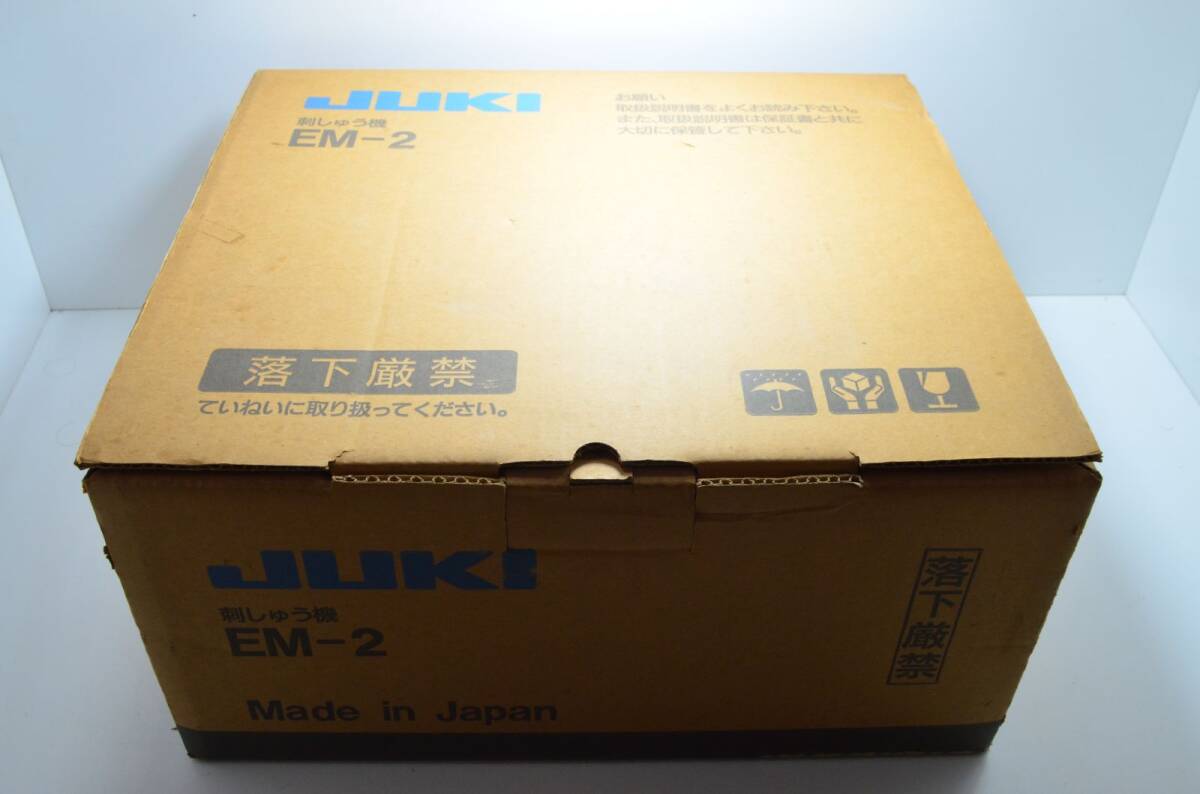 JUKI
刺しゅう機
EM-2
お願い
取扱説明書をよくお読み下さい。
また、取扱説明書は保証書と共に
大切に保管して下さい。
落下厳禁
ていねいに取り扱ってください。
JUKI
刺しゅう機
EM-2
Made in Japan
落下厳禁